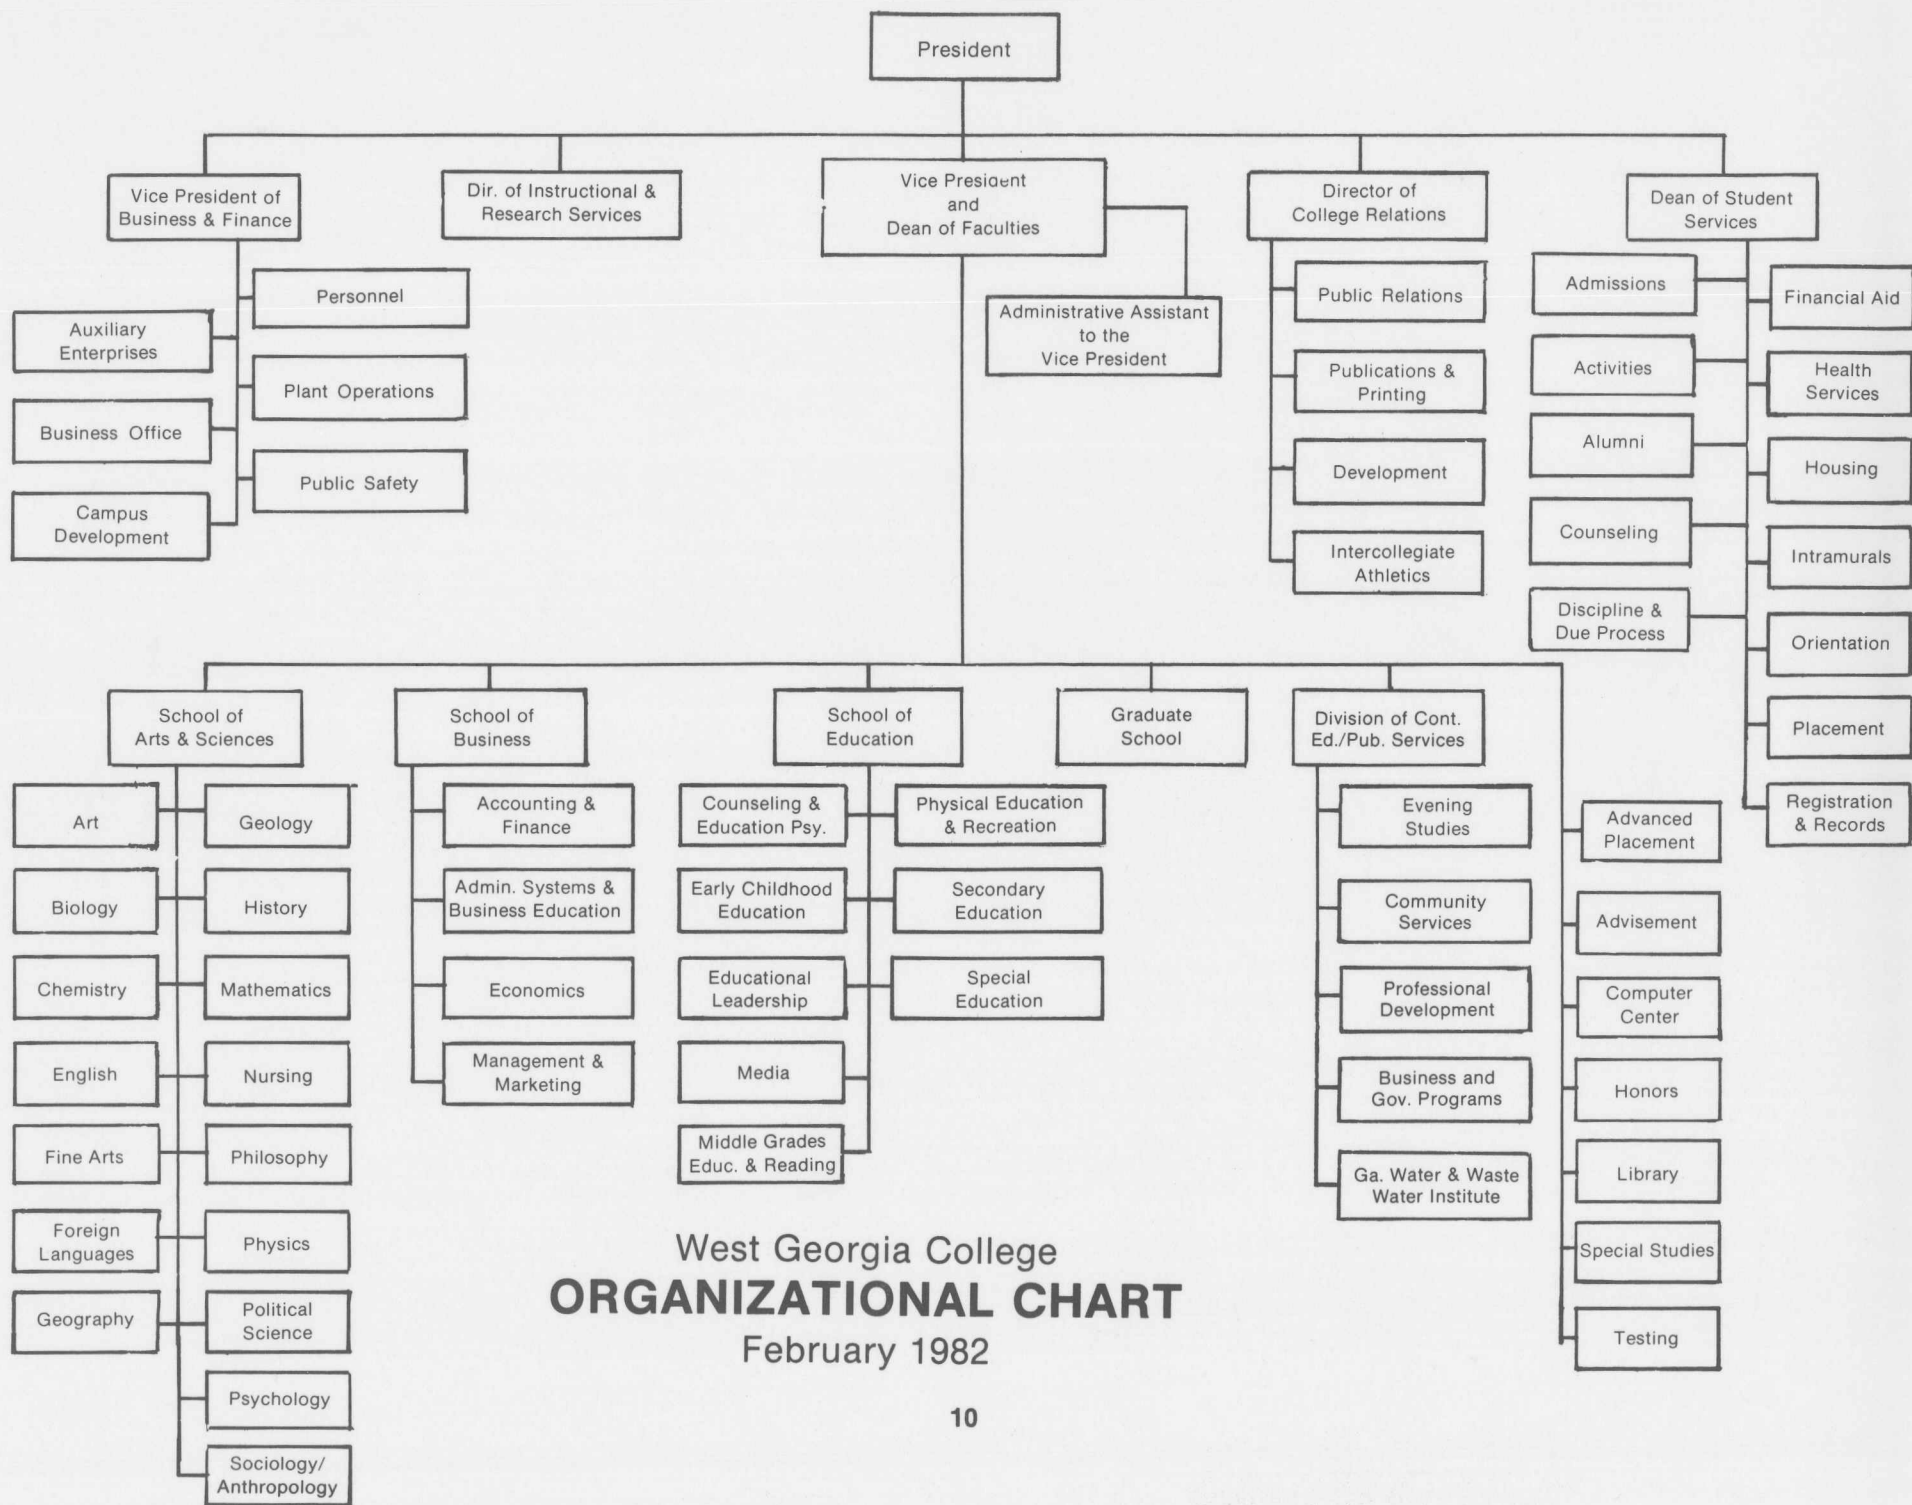 President
Vice President of
Business & Finance
Dir. of Instructional &
Research Services
Vice President
and
Dean of Faculties
Director of
College Relations
Dean of Student
Services
Personnel
Auxiliary
Enterprises
Plant Operations
Business Office
Public Safety
Campus
Development
Administrative Assistant
to the
Vice President
Public Relations
Publications &
Printing
Development
Intercollegiate
Athletics
Admissions
Financial Aid
Activities
Health
Services
Alumni
Housing
Counseling
Intramurals
Discipline &
Due Process
Orientation
Placement
Registration
& Records
School of
Arts & Sciences
School of
Business
School of
Education
Graduate
School
Division of Cont.
Ed./Pub. Services
Art
Geology
Biology
History
Chemistry
Mathematics
English
Nursing
Fine Arts
Philosophy
Foreign
Languages
Physics
Geography
Political
Science
Psychology
Sociology/
Anthropology
Accounting &
Finance
Admin. Systems &
Business Education
Economics
Management &
Marketing
Counseling &
Education Psy.
Physical Education
& Recreation
Early Childhood
Education
Secondary
Education
Educational
Leadership
Special
Education
Media
Middle Grades
Educ. & Reading
Evening
Studies
Community
Services
Professional
Development
Business and
Gov. Programs
Ga. Water & Waste
Water Institute
Advanced
Placement
Advisement
Computer
Center
Honors
Library
Special Studies
Testing
West Georgia College
ORGANIZATIONAL CHART
February 1982
10